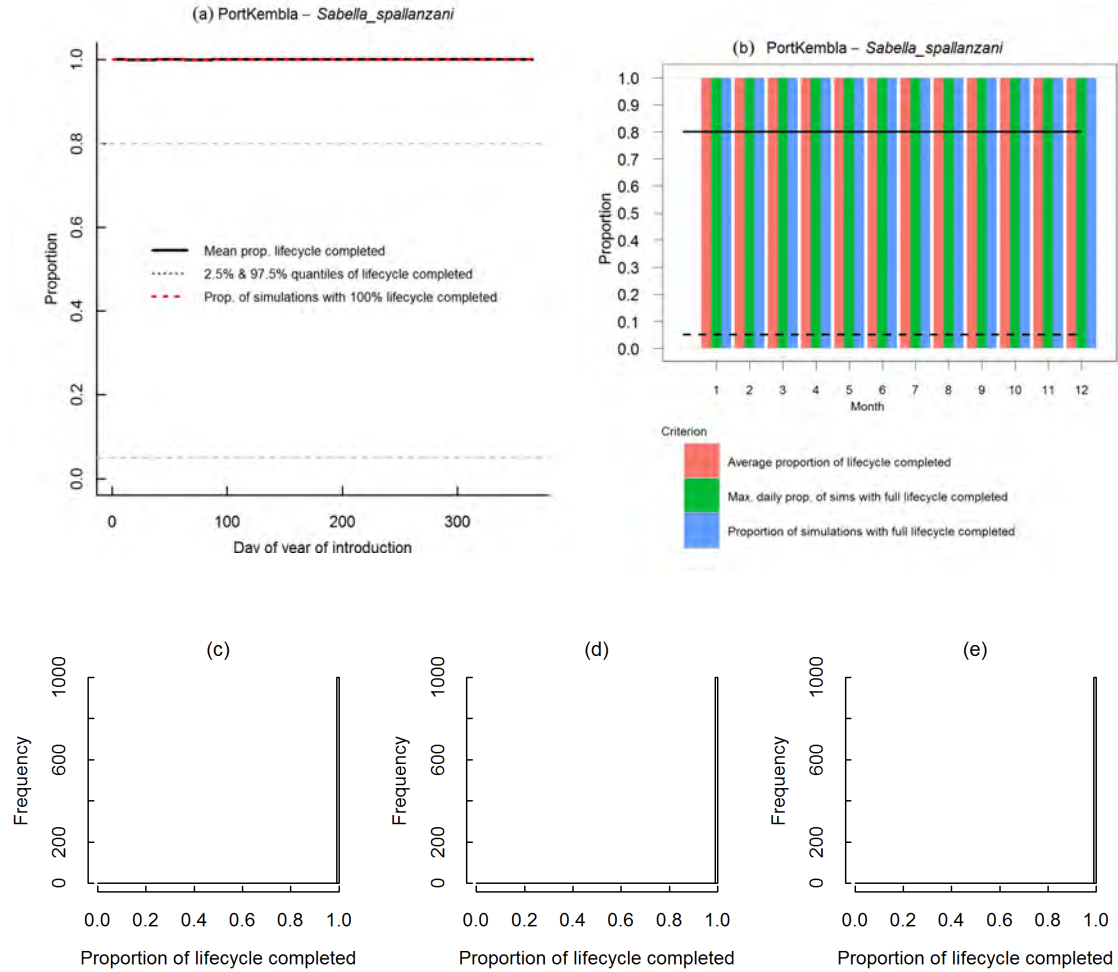 (a) PortKembla – Sabella_spallanzani
Proportion
1.0
0.8
0.6
0.4
0.2
0.0
Mean prop. lifecycle completed
2.5% & 97.5% quantiles of lifecycle completed
Prop. of simulations with 100% lifecycle completed
0 100 200 300
Day of year of introduction
(b) PortKembla – Sabella_spallanzani
Proportion
1.0
0.9
0.8
0.7
0.6
0.5
0.4
0.3
0.2
0.1
0.0
1 2 3 4 5 6 7 8 9 10 11 12
Month
Criterion
Average proportion of lifecycle completed
Max. daily prop. of sims with full lifecycle completed
Proportion of simulations with full lifecycle completed
(c)
Frequency
1000
600
200
0
0.0 0.2 0.4 0.6 0.8 1.0
Proportion of lifecycle completed
(d)
Frequency
1000
600
200
0
0.0 0.2 0.4 0.6 0.8 1.0
Proportion of lifecycle completed
(e)
Frequency
1000
600
200
0
0.0 0.2 0.4 0.6 0.8 1.0
Proportion of lifecycle completed